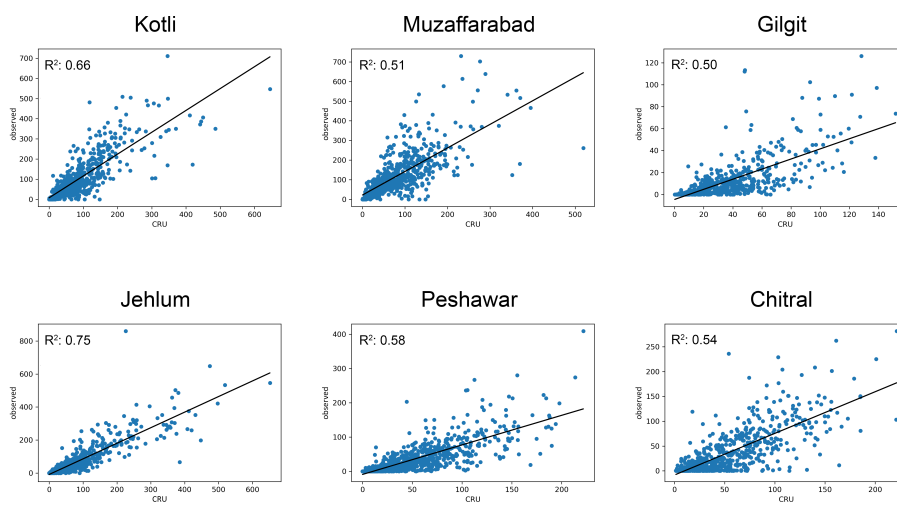 Kotli
Muzaffarabad
Gilgit
R²: 0.66
700
600
500
400
300
200
100
0
observed
0 100 200 300 400 500 600
CRU
R²: 0.51
700
600
500
400
300
200
100
0
observed
0 100 200 300 400 500
CRU
R²: 0.50
120
100
80
60
40
20
0
observed
0 20 40 60 80 100 120 140
CRU
Jehlum
Peshawar
Chitral
R²: 0.75
800
600
400
200
0
observed
0 100 200 300 400 500 600
CRU
R²: 0.58
400
300
200
100
0
observed
0 50 100 150 200
CRU
R²: 0.54
250
200
150
100
50
0
observed
0 50 100 150 200
CRU